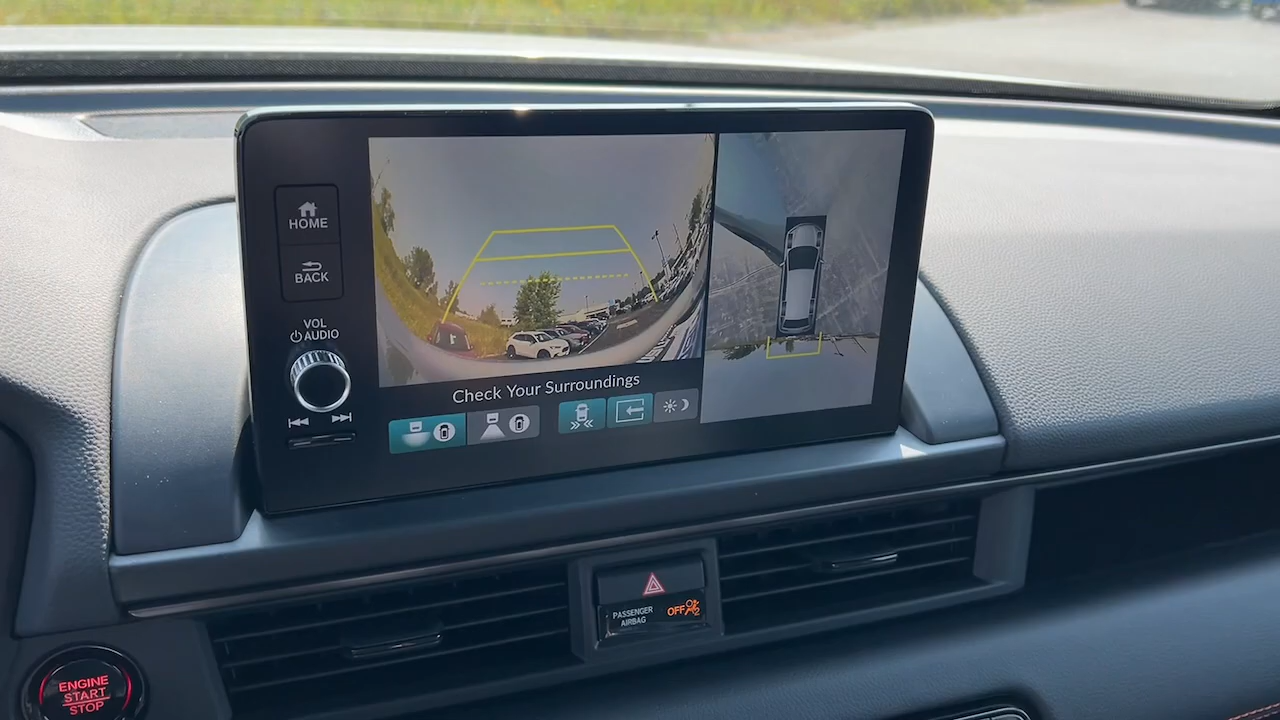 HOME
BACK
VOL
AUDIO
Check Your Surroundings
PASSENGER
AIRBAG
OFF
ENGINE
START
STOP